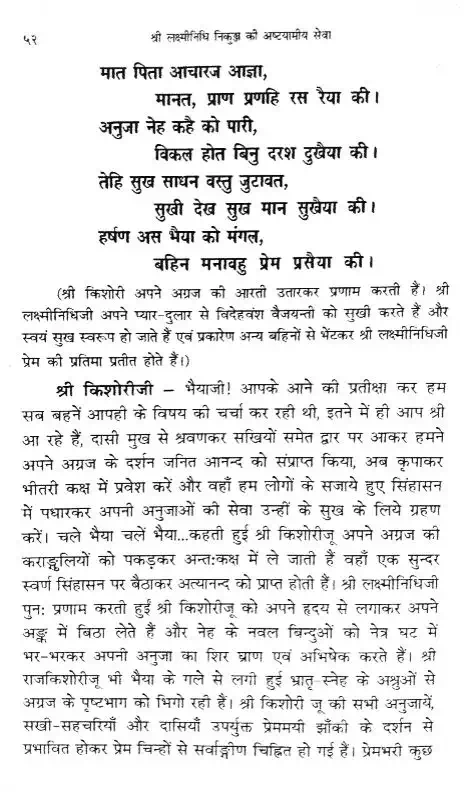 ५२ श्री लक्ष्मीनिधि निकुञ्ज की अष्टयामीय सेवा
मात पिता आचारज आज्ञा,
मानत, प्राण प्रणहि रस रैया की।
अनुजा नेह कहै को पारी,
विकल होत बिनु दरश दुखैया की।
तेहि सुख साधन वस्तु जुटावत,
सुखी देख सुख मान सुखैया की।
हर्षण अस भैया को मंगल,
बहिन मनावहु प्रेम प्रसैया की।
(श्री किशोरी अपने अग्रज की आरती उतारकर प्रणाम करती हैं। श्री
लक्ष्मीनिधिजी अपने प्यार-दुलार से विदेहवंश वैजयन्ती को सुखी करते हैं और
स्वयं सुख स्वरूप हो जाते हैं एवं प्रकारेण अन्य बहिनों से भेंटकर श्री लक्ष्मीनिधिजी
प्रेम की प्रतिमा प्रतीत होते हैं।)
श्री किशोरीजी – भैयाजी! आपके आने की प्रतीक्षा कर हम
सब बहनें आपही के विषय की चर्चा कर रही थी, इतने में ही आप श्री
आ रहे हैं, दासी मुख से श्रवणकर सखियों समेत द्वार पर आकर हमने
अपने अग्रज के दर्शन जनित आनन्द को संप्राप्त किया, अब कृपाकर
भीतरी कक्ष में प्रवेश करें और वहाँ हम लोगों के सजाये हुए सिंहासन
में पधारकर अपनी अनुजाओं की सेवा उन्हीं के सुख के लिये ग्रहण
करें। चले भैया चलें भैया...कहती हुई श्री किशोरीजू अपने अग्रज की
कराङ्गुलियों को पकड़कर अन्त:कक्ष में ले जाती हैं वहाँ एक सुन्दर
स्वर्ण सिंहासन पर बैठाकर अत्यानन्द को प्राप्त होती हैं। श्री लक्ष्मीनिधिजी
पुन: प्रणाम करती हुईं श्री किशोरीजू को अपने हृदय से लगाकर अपने
अङ्क में बिठा लेते हैं और नेह के नवल बिन्दुओं को नेत्र घट में
भर-भरकर अपनी अनुजा का शिर घ्राण एवं अभिषेक करते हैं। श्री
राजकिशोरीजू भी भैया के गले से लगी हुई भ्रातृ-स्नेह के अश्रुओं से
अग्रज के पृष्टभाग को भिगो रही हैं। श्री किशोरी जू की सभी अनुजायें,
सखी-सहचरियाँ और दासियाँ उपर्युक्त प्रेममयी झाँकी के दर्शन से
प्रभावित होकर प्रेम चिन्हों से सर्वाङ्गीण चिह्नित हो गई हैं। प्रेमभरी कुछ